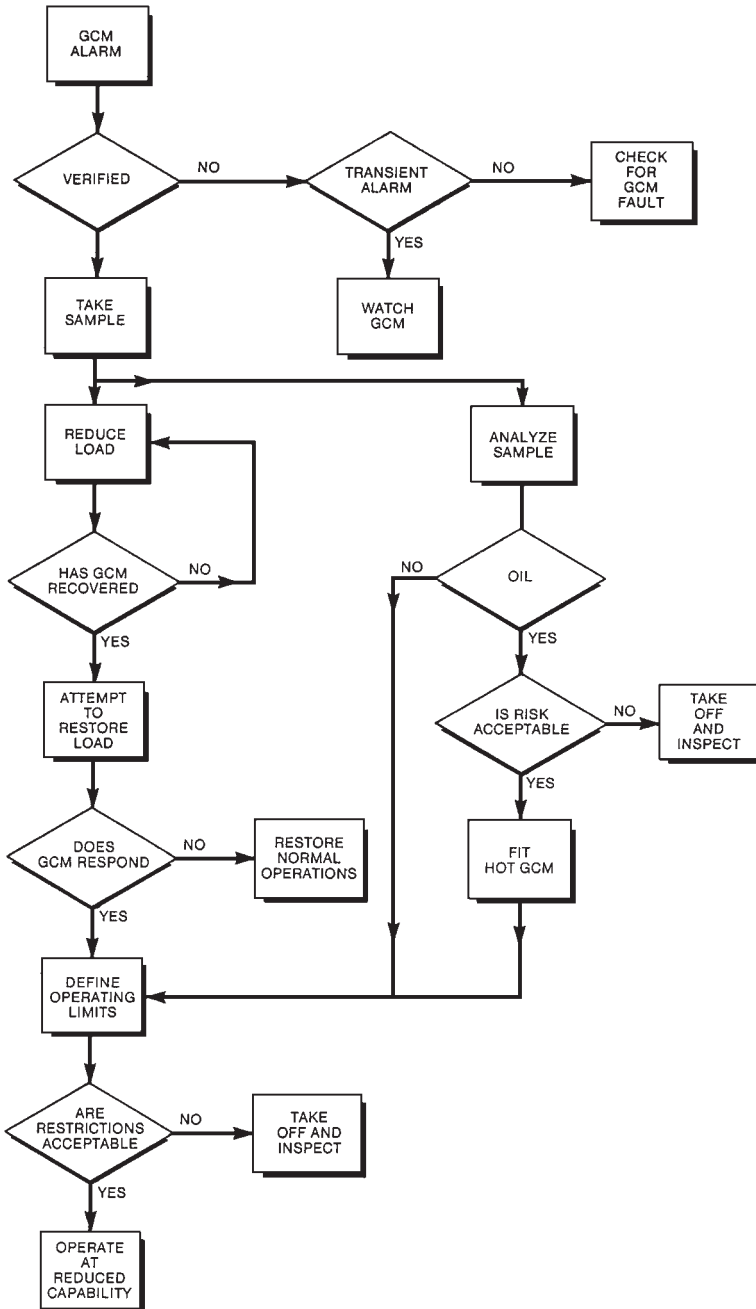 GCM
ALARM
VERIFIED
NO
TRANSIENT
ALARM
NO
CHECK
FOR
GCM
FAULT
YES
WATCH
GCM
TAKE
SAMPLE
REDUCE
LOAD
ANALYZE
SAMPLE
HAS GCM
RECOVERED
NO
NO
OIL
YES
YES
ATTEMPT
TO
RESTORE
LOAD
IS RISK
ACCEPTABLE
NO
TAKE
OFF
AND
INSPECT
YES
DOES
GCM RESPOND
NO
RESTORE
NORMAL
OPERATIONS
FIT
HOT GCM
YES
DEFINE
OPERATING
LIMITS
ARE
RESTRICTIONS
ACCEPTABLE
NO
TAKE
OFF AND
INSPECT
YES
OPERATE
AT
REDUCED
CAPABILITY